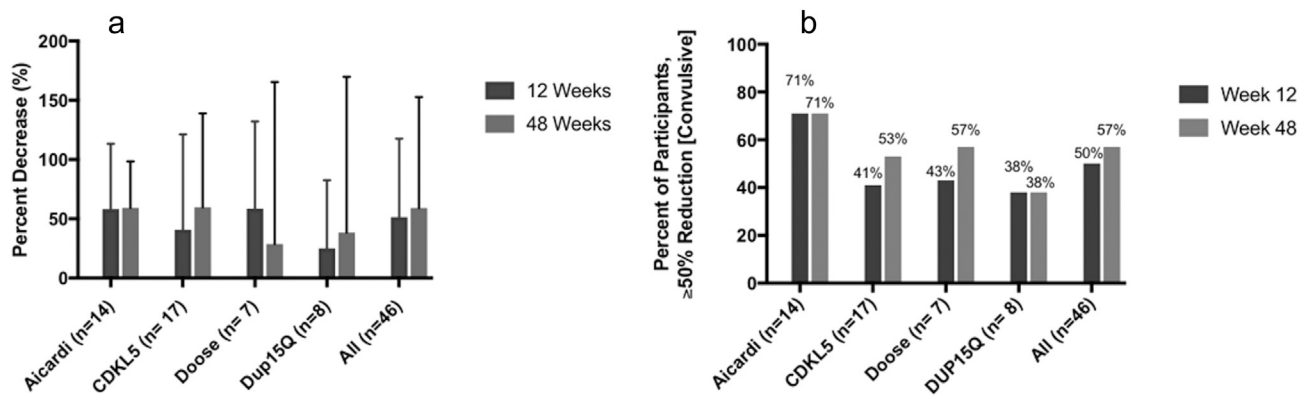 a
Percent Decrease (%)
200
150
100
50
0
Aicardi (n=14)
CDKL5 (n= 17)
Doose (n= 7)
Dup15Q (n=8)
All (n=46)
12 Weeks
48 Weeks
b
Percent of Participants,
≥50% Reduction [Convulsive]
100
80
60
40
20
0
71%
71%
41%
53%
43%
57%
38%
38%
50%
57%
Aicardi (n=14)
CDKL5 (n=17)
Doose (n= 7)
DUP15Q (n= 8)
All (n=46)
Week 12
Week 48